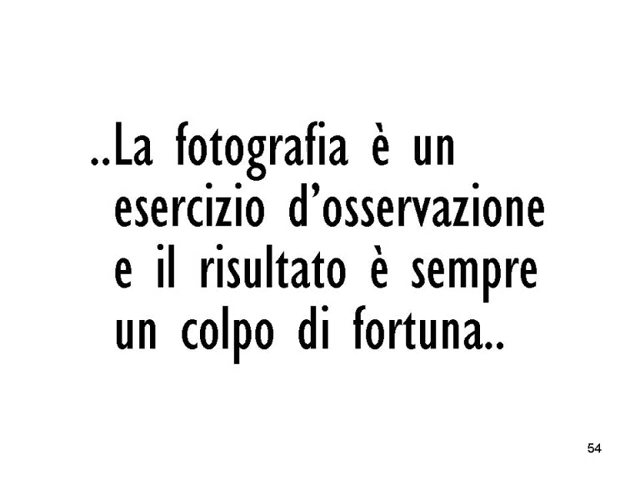 ..La fotografia è un
esercizio d’osservazione
e il risultato è sempre
un colpo di fortuna..
54